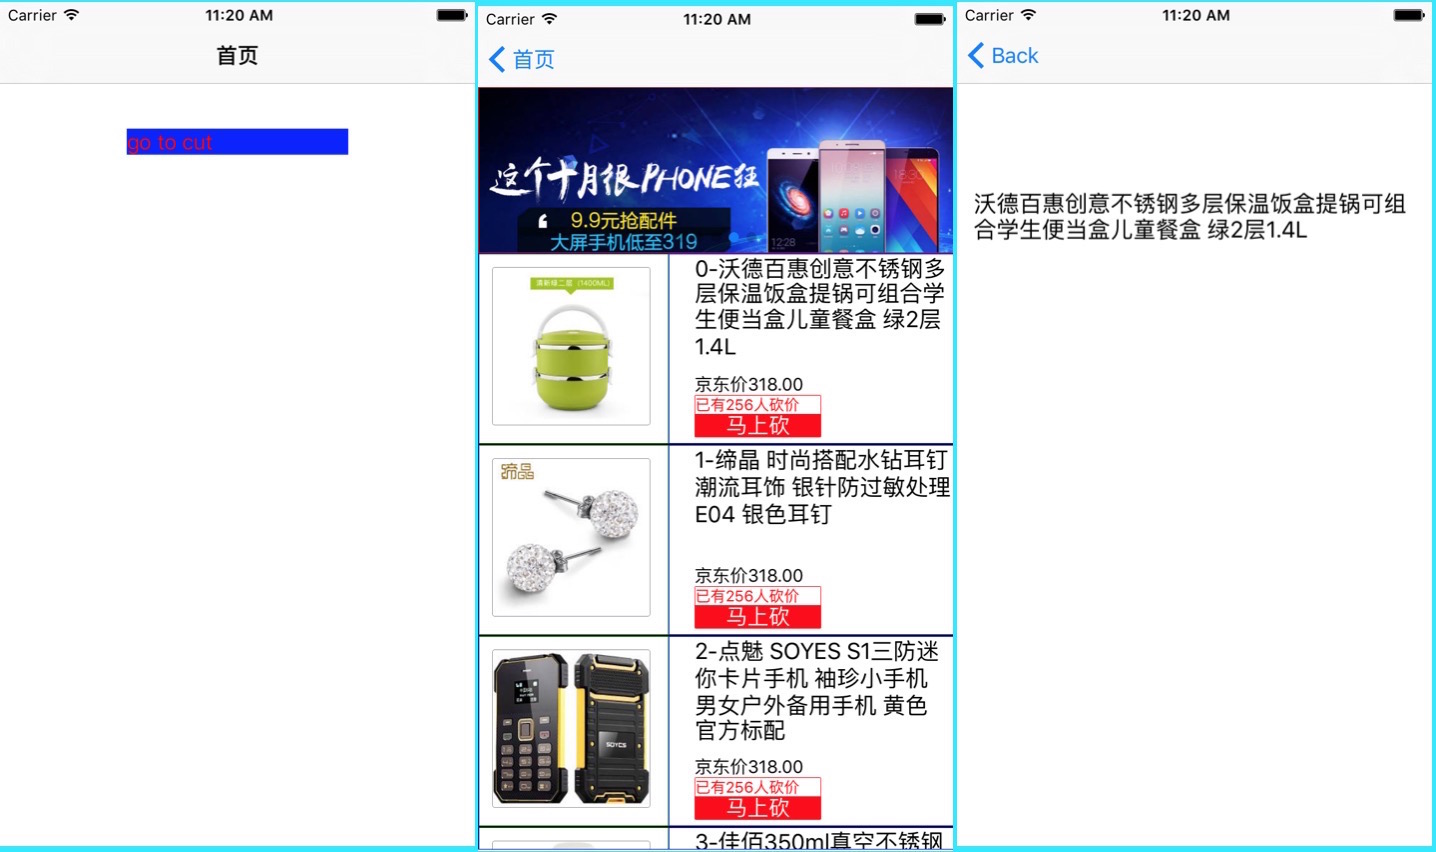 Carrier 11:20 AM
首页
go to cut
Carrier 11:20 AM
首页
这个十月很PHONE狂
9.9元抢配件
大屏手机低至319
12:28
18:30
清新绿二层 (1400ML)
0-沃德百惠创意不锈钢多
层保温饭盒提锅可组合学
生便当盒儿童餐盒 绿2层
1.4L
京东价318.00
已有256人砍价
马上砍
缔晶
1-缔晶 时尚搭配水钻耳钉
潮流耳饰 银针防过敏处理
E04 银色耳钉
京东价318.00
已有256人砍价
马上砍
SOYES
2-点魅 SOYES S1三防迷
你卡片手机 袖珍小手机
男女户外备用手机 黄色
官方标配
京东价318.00
已有256人砍价
马上砍
3-佳佰350ml真空不锈钢
Carrier 11:20 AM
Back
沃德百惠创意不锈钢多层保温饭盒提锅可组
合学生便当盒儿童餐盒 绿2层1.4L